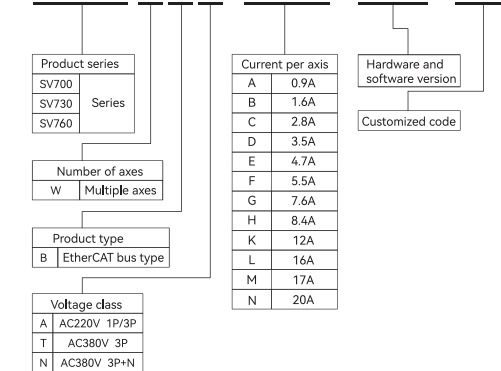 Product series
SV700
SV730
SV760
Series
Number of axes
W Multiple axes
Product type
B EtherCAT bus type
Voltage class
A AC220V 1P/3P
T AC380V 3P
N AC380V 3P+N
Current per axis
A 0.9A
B 1.6A
C 2.8A
D 3.5A
E 4.7A
F 5.5A
G 7.6A
H 8.4A
K 12A
L 16A
M 17A
N 20A
Hardware and
software version
Customized code